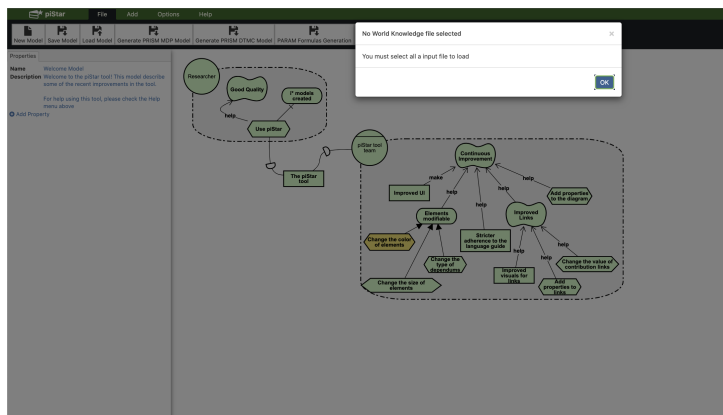 piStar File Add Options Help
New Model Save Model Load Model Generate PRISM MDP Model Generate PRISM DTMC Model PARAM Formulas Generation
No World Knowledge file selected ×
You must select all a input file to load
OK
Properties
Name Welcome Model
Description Welcome to the piStar tool! This model describe
some of the recent improvements in the tool.
For help using this tool, please check the Help
menu above
Add Property
Researcher
Good Quality
i* models
created
help
Use piStar
The piStar
tool
piStar tool
team
Continuous
Improvement
make
help
help
help
help
Improved UI
Add properties
to the diagram
Elements
modifiable
Improved
Links
Change the color
of elements
Stricter
adherence to the
language guide
help
help
help
Change the
type of
dependums
Change the value of
contribution links
Change the size of
elements
Improved
visuals for
links
Add
properties to
links